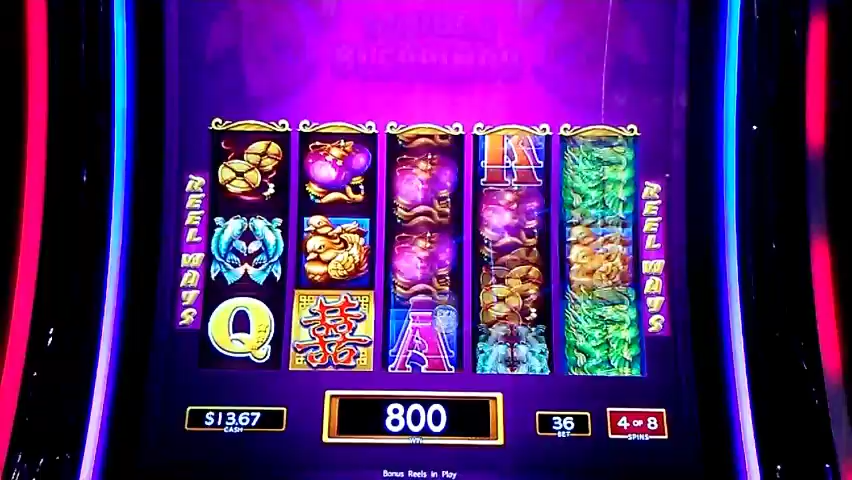 K
REEL WAYS
REEL WAYS
Q
囍
A
$13.67
CASH
800
WIN
36
BET
4 OF 8
SPINS
Bonus Reels In Play